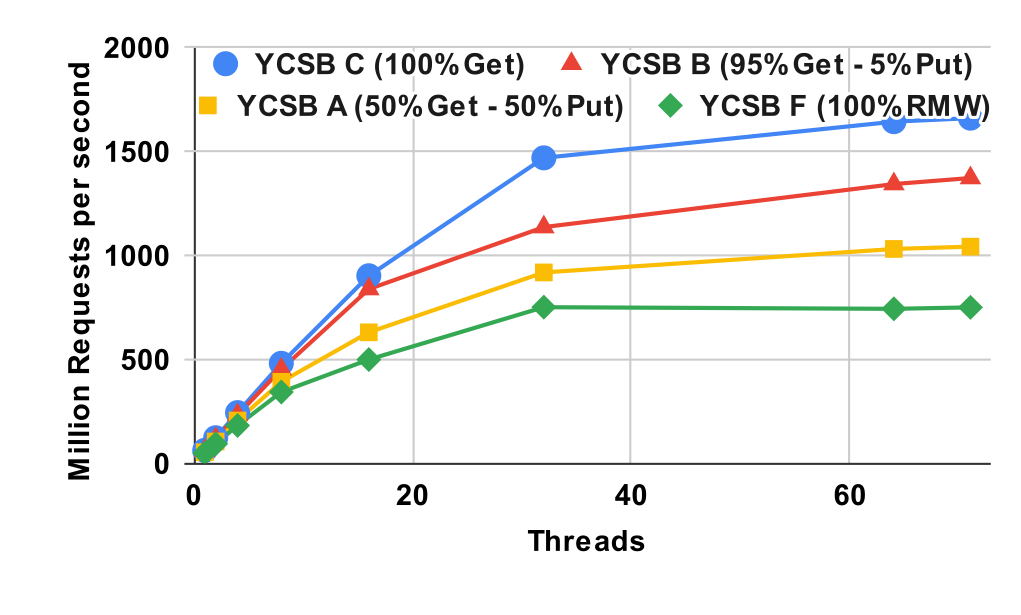 2000
YCSB C (100%Get)
YCSB B (95%Get - 5%Put)
YCSB A (50%Get - 50%Put)
YCSB F (100%RMW)
1500
1000
500
0
Million Requests per second
0 20 40 60
Threads